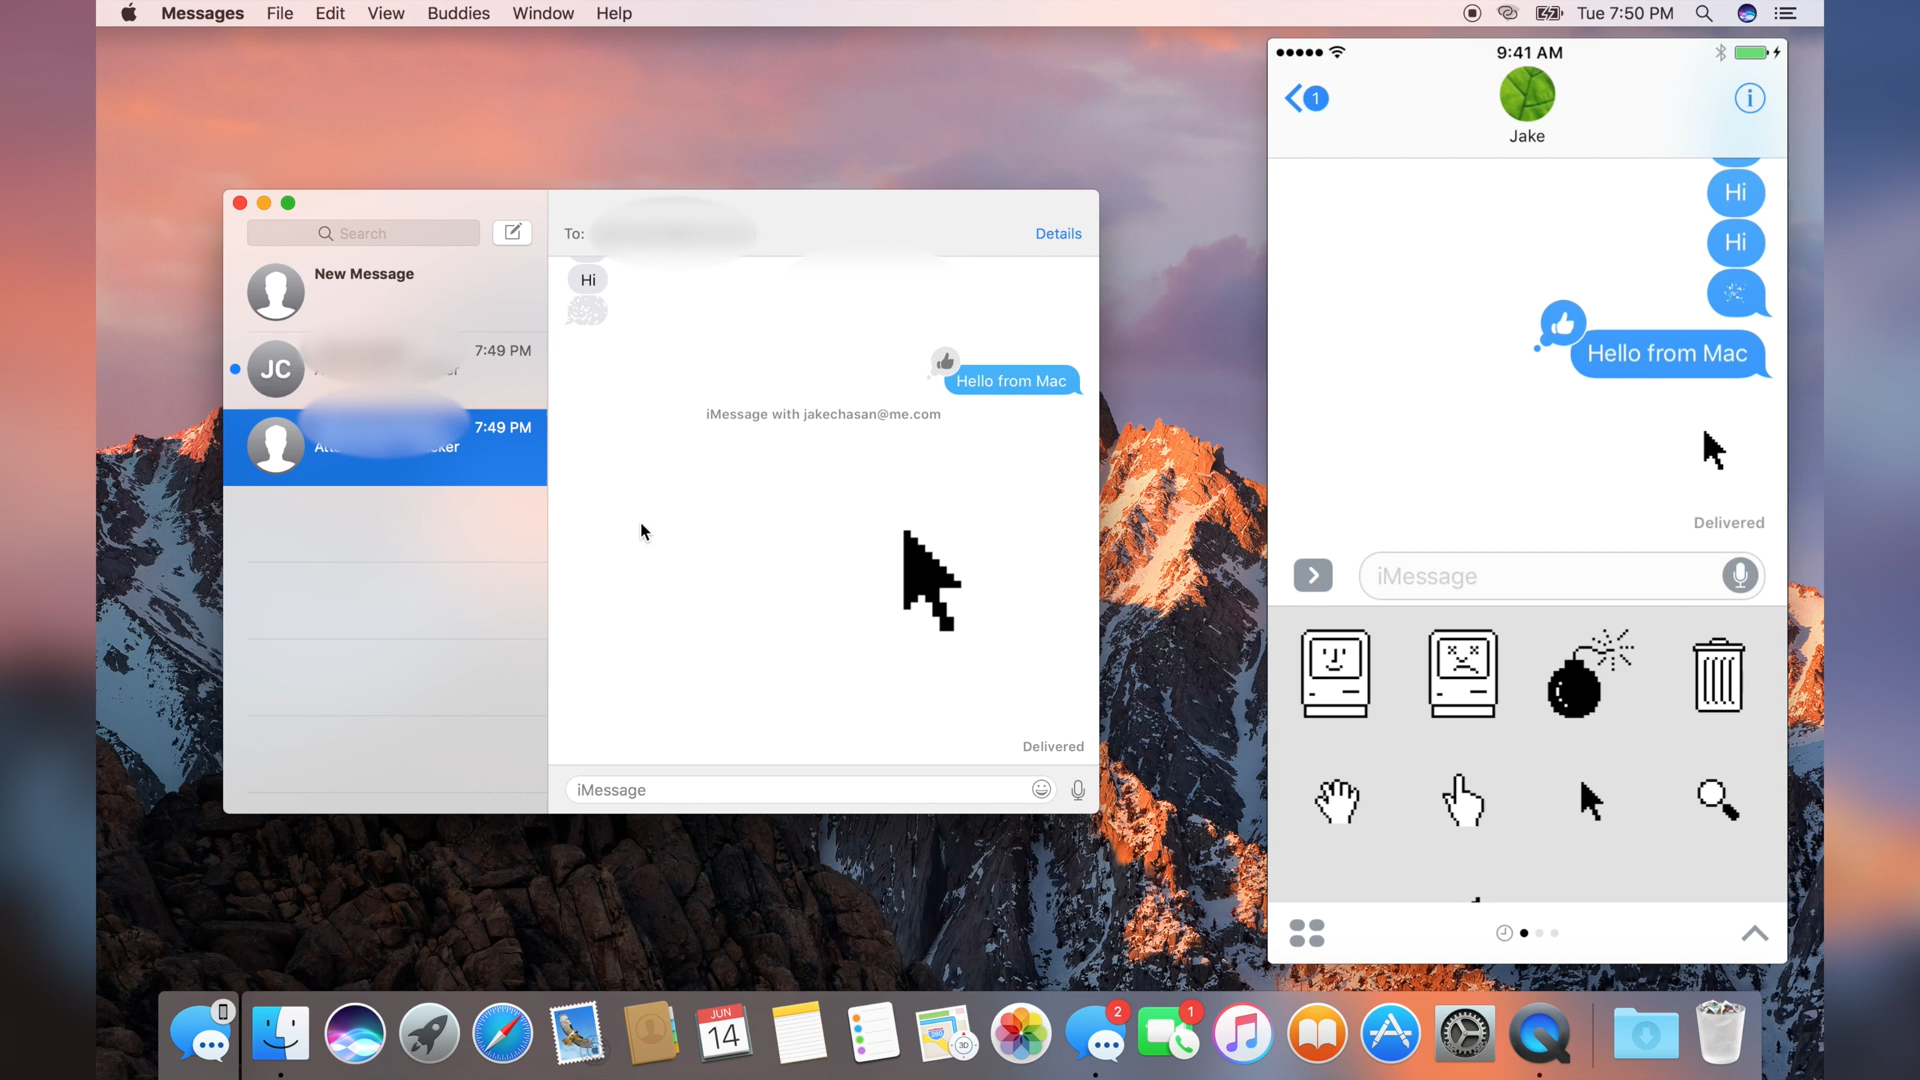 Messages File Edit View Buddies Window Help
Tue 7:50 PM
Search
New Message
JC
7:49 PM
7:49 PM
To:
Details
Hi
Hello from Mac
iMessage with jakechasan@me.com
Delivered
iMessage
9:41 AM
1
Jake
Hi
Hi
Hello from Mac
Delivered
iMessage
JUN
14
3D
2
1